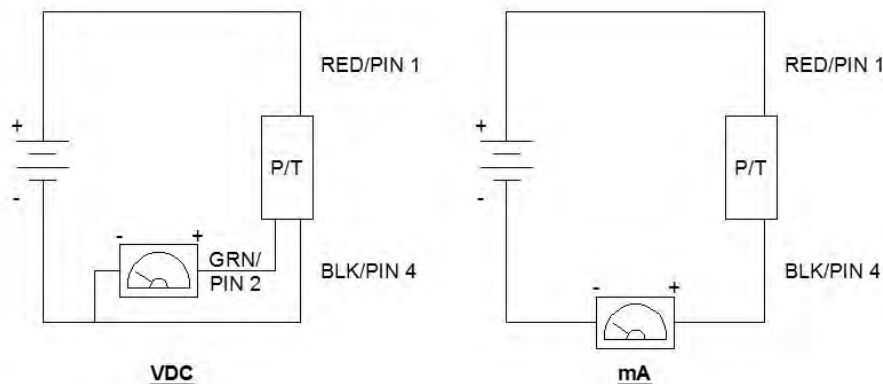 RED/PIN 1
+
P/T
-
- +
GRN/
PIN 2
BLK/PIN 4
VDC
RED/PIN 1
+
P/T
-
BLK/PIN 4
- +
mA